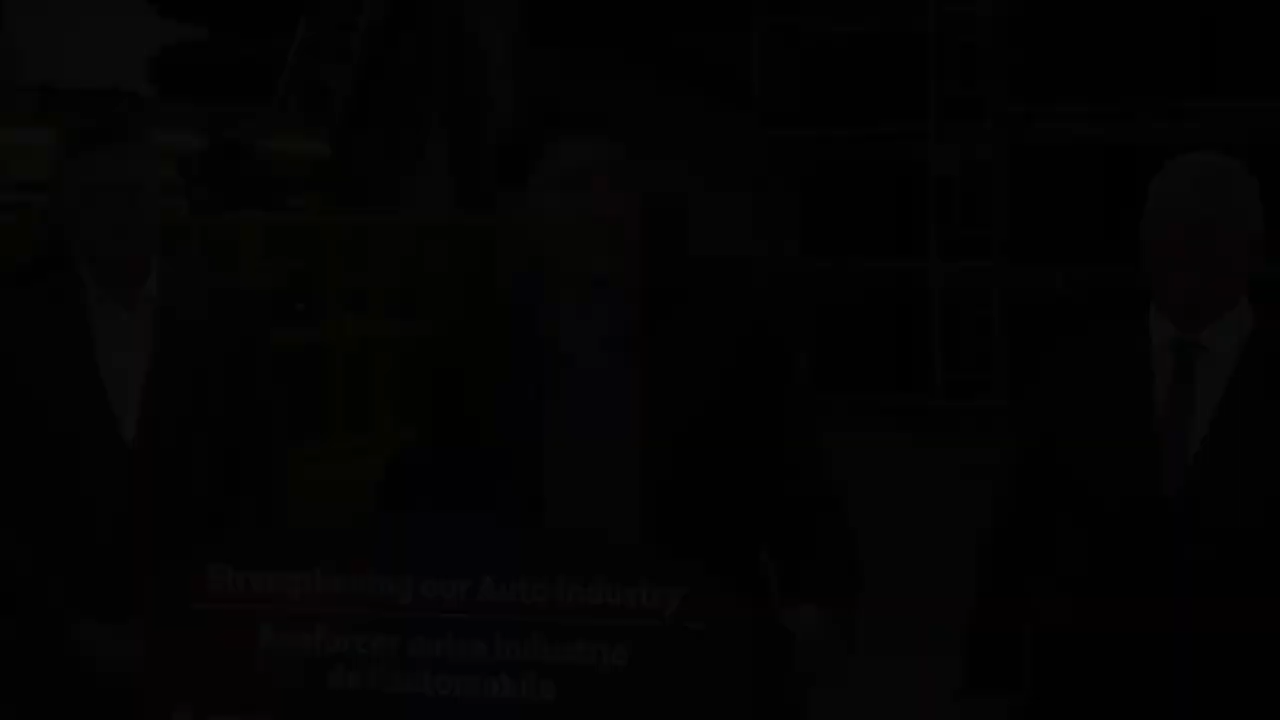 Strengthening our Auto Industry
Renforcer notre industrie
de l'automobile